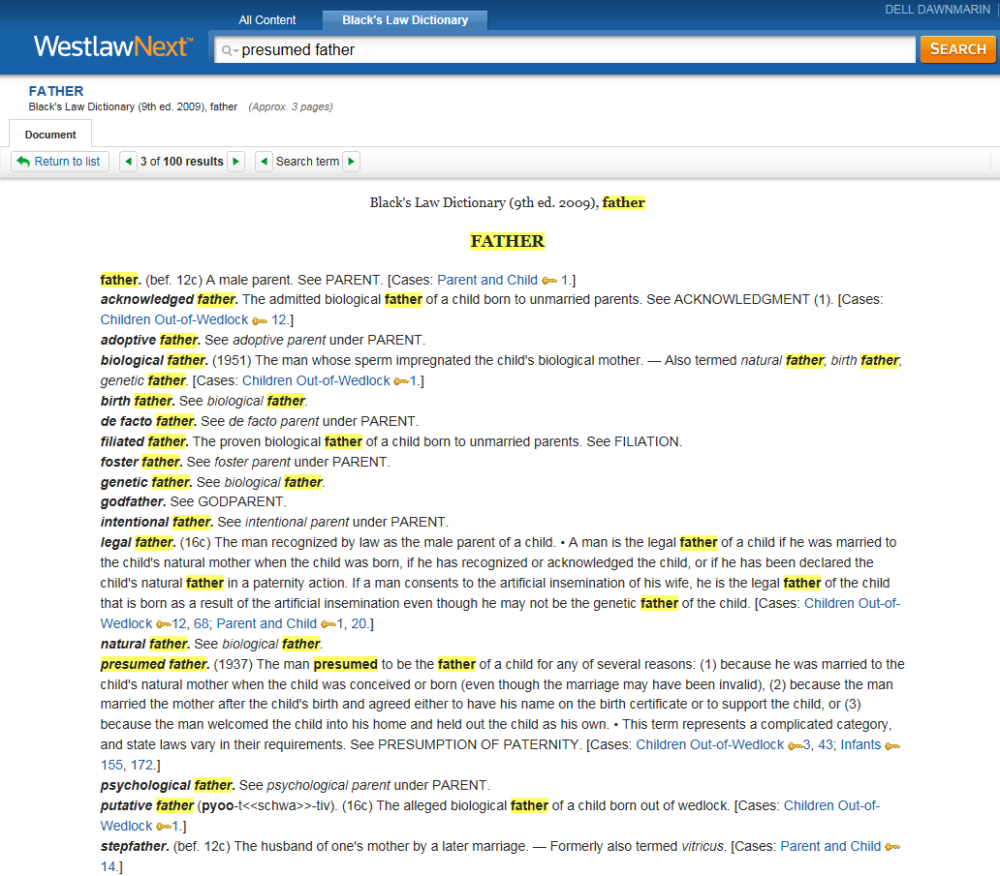 DELL DAWNMARIN
All Content
Black's Law Dictionary
WestlawNext™
presumed father
SEARCH
FATHER
Black's Law Dictionary (9th ed. 2009), father (Approx. 3 pages)
Document
Return to list
3 of 100 results
Search term
Black's Law Dictionary (9th ed. 2009), father
FATHER
father. (bef. 12c) A male parent. See PARENT. [Cases: Parent and Child 1.]
acknowledged father. The admitted biological father of a child born to unmarried parents. See ACKNOWLEDGMENT (1). [Cases:
Children Out-of-Wedlock 12.]
adoptive father. See adoptive parent under PARENT.
biological father. (1951) The man whose sperm impregnated the child's biological mother. — Also termed natural father; birth father;
genetic father. [Cases: Children Out-of-Wedlock 1.]
birth father. See biological father.
de facto father. See de facto parent under PARENT.
filiated father. The proven biological father of a child born to unmarried parents. See FILIATION.
foster father. See foster parent under PARENT.
genetic father. See biological father.
godfather. See GODPARENT.
intentional father. See intentional parent under PARENT.
legal father. (16c) The man recognized by law as the male parent of a child. • A man is the legal father of a child if he was married to
the child's natural mother when the child was born, if he has recognized or acknowledged the child, or if he has been declared the
child's natural father in a paternity action. If a man consents to the artificial insemination of his wife, he is the legal father of the child
that is born as a result of the artificial insemination even though he may not be the genetic father of the child. [Cases: Children Out-of-
Wedlock 12, 68; Parent and Child 1, 20.]
natural father. See biological father.
presumed father. (1937) The man presumed to be the father of a child for any of several reasons: (1) because he was married to the
child's natural mother when the child was conceived or born (even though the marriage may have been invalid), (2) because the man
married the mother after the child's birth and agreed either to have his name on the birth certificate or to support the child, or (3)
because the man welcomed the child into his home and held out the child as his own. • This term represents a complicated category,
and state laws vary in their requirements. See PRESUMPTION OF PATERNITY. [Cases: Children Out-of-Wedlock 3, 43; Infants
155, 172.]
psychological father. See psychological parent under PARENT.
putative father (pyoo-t<<schwa>>-tiv). (16c) The alleged biological father of a child born out of wedlock. [Cases: Children Out-of-
Wedlock 1.]
stepfather. (bef. 12c) The husband of one's mother by a later marriage. — Formerly also termed vitricus. [Cases: Parent and Child
14.]